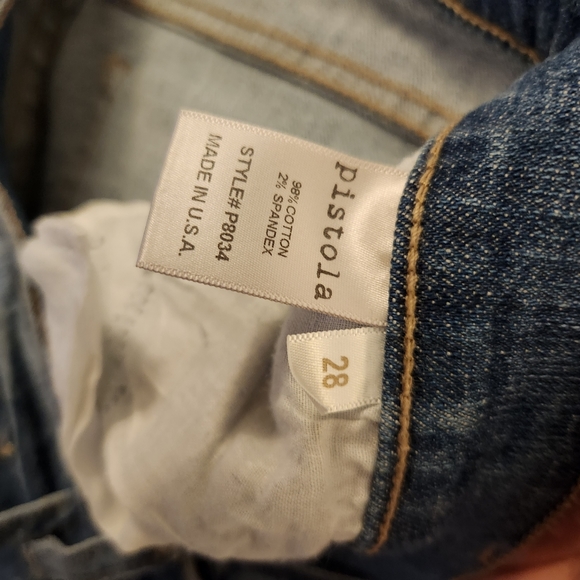 pistola
98% COTTON
2% SPANDEX
STYLE# P8034
MADE IN U.S.A.
28